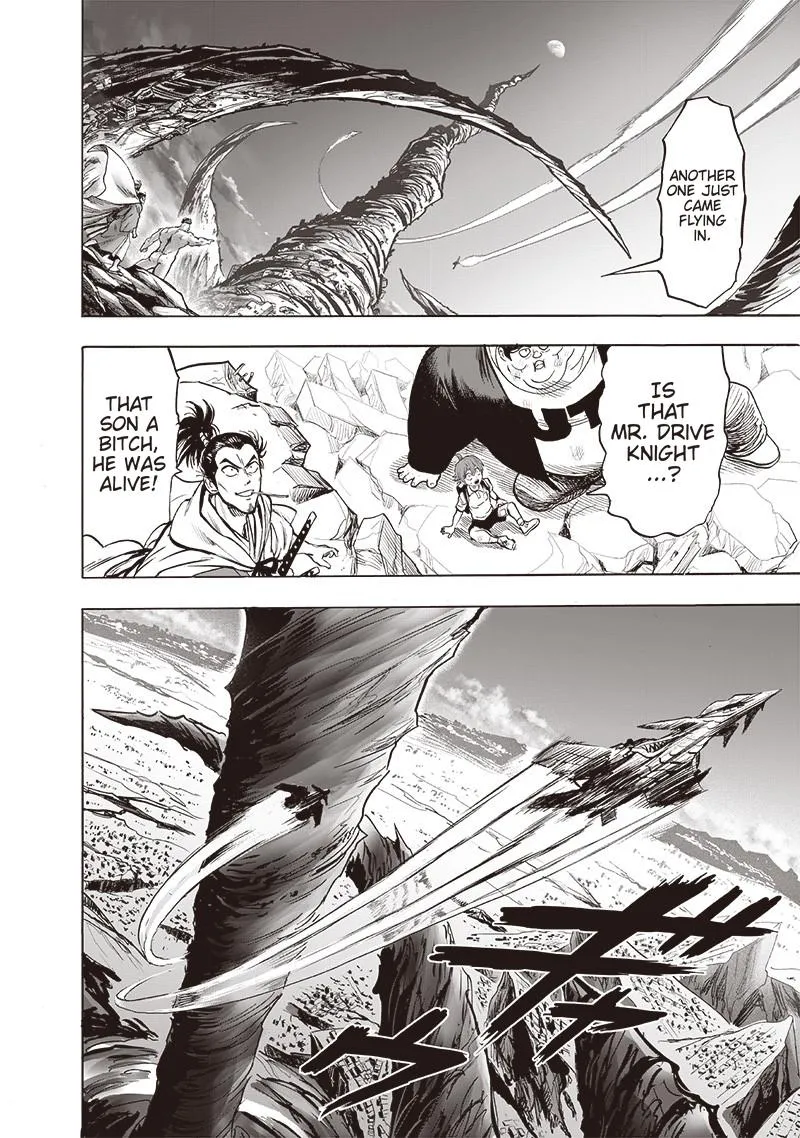 ANOTHER
ONE JUST
CAME
FLYING
IN.
THAT
SON A
BITCH,
HE WAS
ALIVE!
IS
THAT
MR. DRIVE
KNIGHT
...?